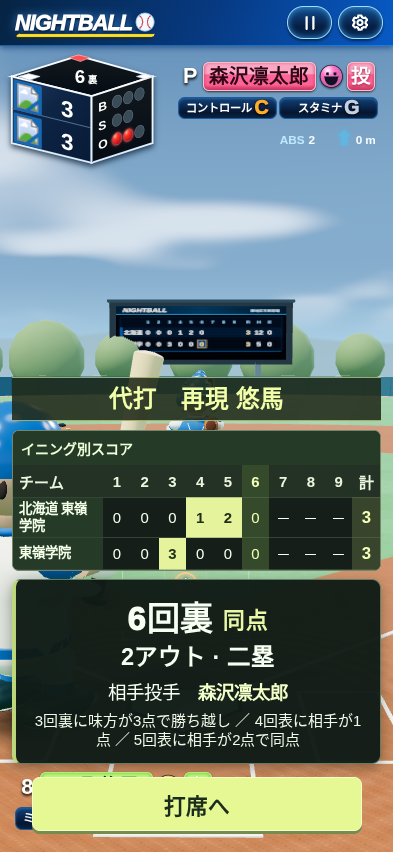 NIGHTBALL
6 裏
3
3
B
S
O
P 森沢凛太郎 投
コントロール C スタミナ G
ABS 2 0 m
NIGHTBALL
代打 再現 悠馬
イニング別スコア
チーム 1 2 3 4 5 6 7 8 9 計
北海道 東嶺学院 0 0 0 1 2 0 — — — 3
東嶺学院 0 0 3 0 0 0 — — — 3
6回裏 同点
2アウト・二塁
相手投手 森沢凛太郎
3回裏に味方が3点で勝ち越し ／ 4回表に相手が1
点 ／ 5回表に相手が2点で同点
8
打席へ
ミ